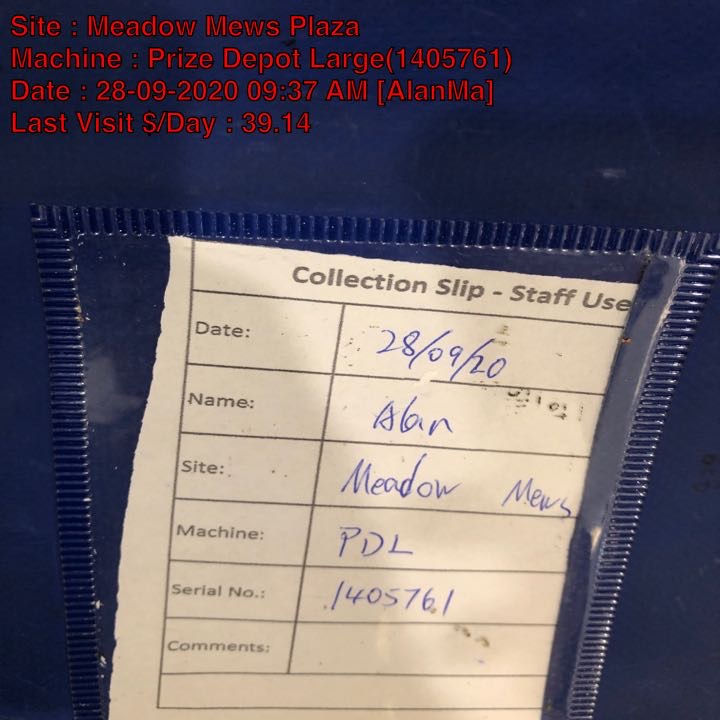 Site : Meadow Mews Plaza
Machine : Prize Depot Large(1405761)
Date : 28-09-2020 09:37 AM [AlanMa]
Last Visit $/Day : 39.14
Collection Slip - Staff Use
Date: 28/09/20
Name: Alan
Site: Meadow Mews
Machine: PDL
Serial No.: 1405761
Comments: